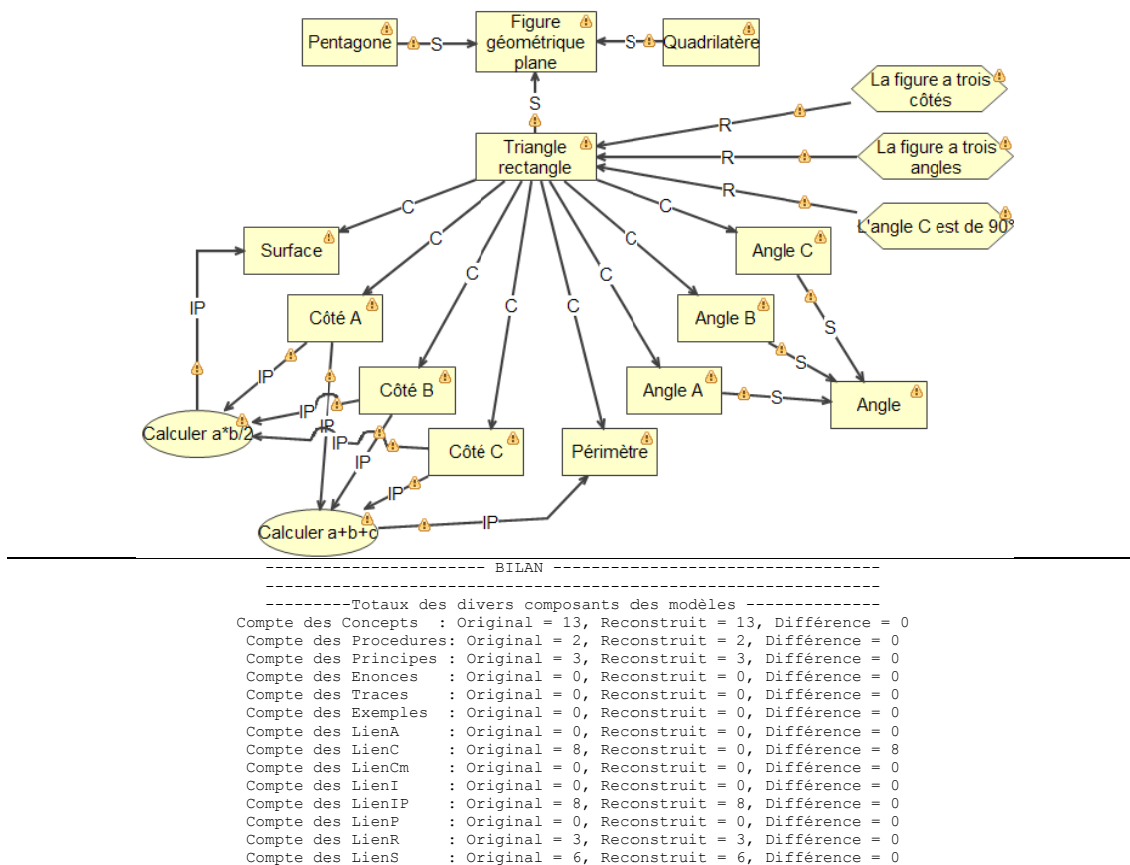 Pentagone
S
Figure
géométrique
plane
S
Quadrilatère
S
La figure a trois
côtés
R
Triangle
rectangle
R
La figure a trois
angles
R
L'angle C est de 90°
C
C
C
C
C
C
C
C
Surface
Angle C
IP
Côté A
Angle B
S
IP
Côté B
S
Angle A
S
Angle
IP
Calculer a*b/2
IP
IP
IP
Côté C
Périmètre
IP
Calculer a+b+c
IP
----------------------- BILAN ----------------------------------
----------------------------------------------------------------
---------Totaux des divers composants des modèles --------------
Compte des Concepts : Original = 13, Reconstruit = 13, Différence = 0
Compte des Procedures: Original = 2, Reconstruit = 2, Différence = 0
Compte des Principes : Original = 3, Reconstruit = 3, Différence = 0
Compte des Enonces : Original = 0, Reconstruit = 0, Différence = 0
Compte des Traces : Original = 0, Reconstruit = 0, Différence = 0
Compte des Exemples : Original = 0, Reconstruit = 0, Différence = 0
Compte des LienA : Original = 0, Reconstruit = 0, Différence = 0
Compte des LienC : Original = 8, Reconstruit = 0, Différence = 8
Compte des LienCm : Original = 0, Reconstruit = 0, Différence = 0
Compte des LienI : Original = 0, Reconstruit = 0, Différence = 0
Compte des LienIP : Original = 8, Reconstruit = 8, Différence = 0
Compte des LienP : Original = 0, Reconstruit = 0, Différence = 0
Compte des LienR : Original = 3, Reconstruit = 3, Différence = 0
Compte des LienS : Original = 6, Reconstruit = 6, Différence = 0